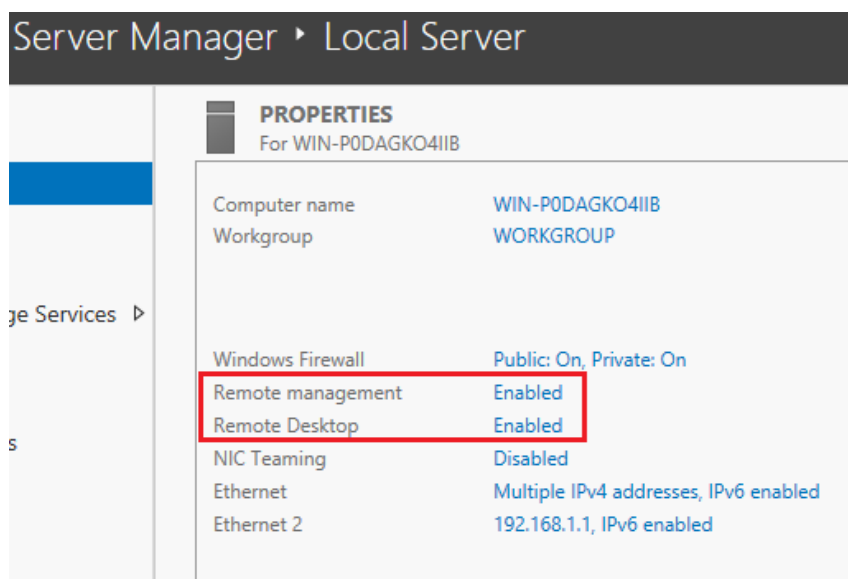 Server Manager ‣ Local Server
PROPERTIES
For WIN-P0DAGKO4IIB
Computer name WIN-P0DAGKO4IIB
Workgroup WORKGROUP
ge Services ▷
Windows Firewall Public: On, Private: On
Remote management Enabled
Remote Desktop Enabled
s
NIC Teaming Disabled
Ethernet Multiple IPv4 addresses, IPv6 enabled
Ethernet 2 192.168.1.1, IPv6 enabled